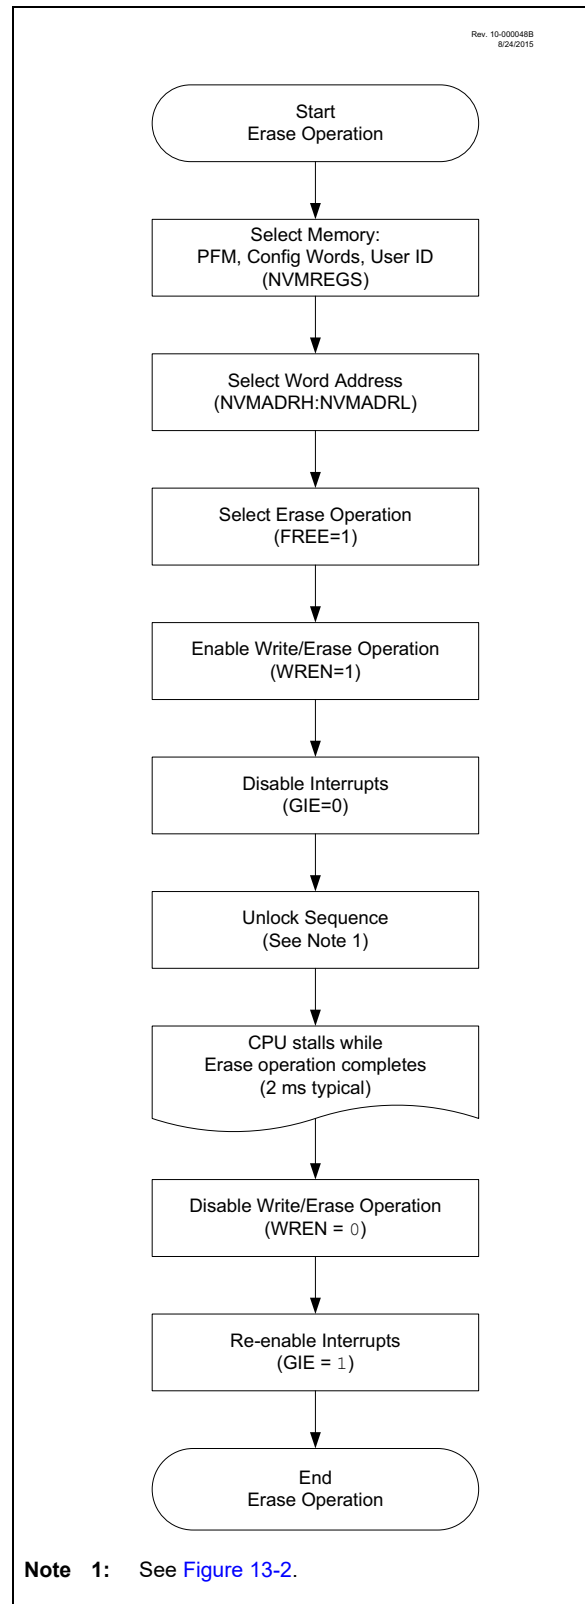 Rev. 10-000048B
8/24/2015
Start
Erase Operation
Select Memory:
PFM, Config Words, User ID
(NVMREGS)
Select Word Address
(NVMADRH:NVMADRL)
Select Erase Operation
(FREE=1)
Enable Write/Erase Operation
(WREN=1)
Disable Interrupts
(GIE=0)
Unlock Sequence
(See Note 1)
CPU stalls while
Erase operation completes
(2 ms typical)
Disable Write/Erase Operation
(WREN = 0)
Re-enable Interrupts
(GIE = 1)
End
Erase Operation
Note 1: See Figure 13-2.